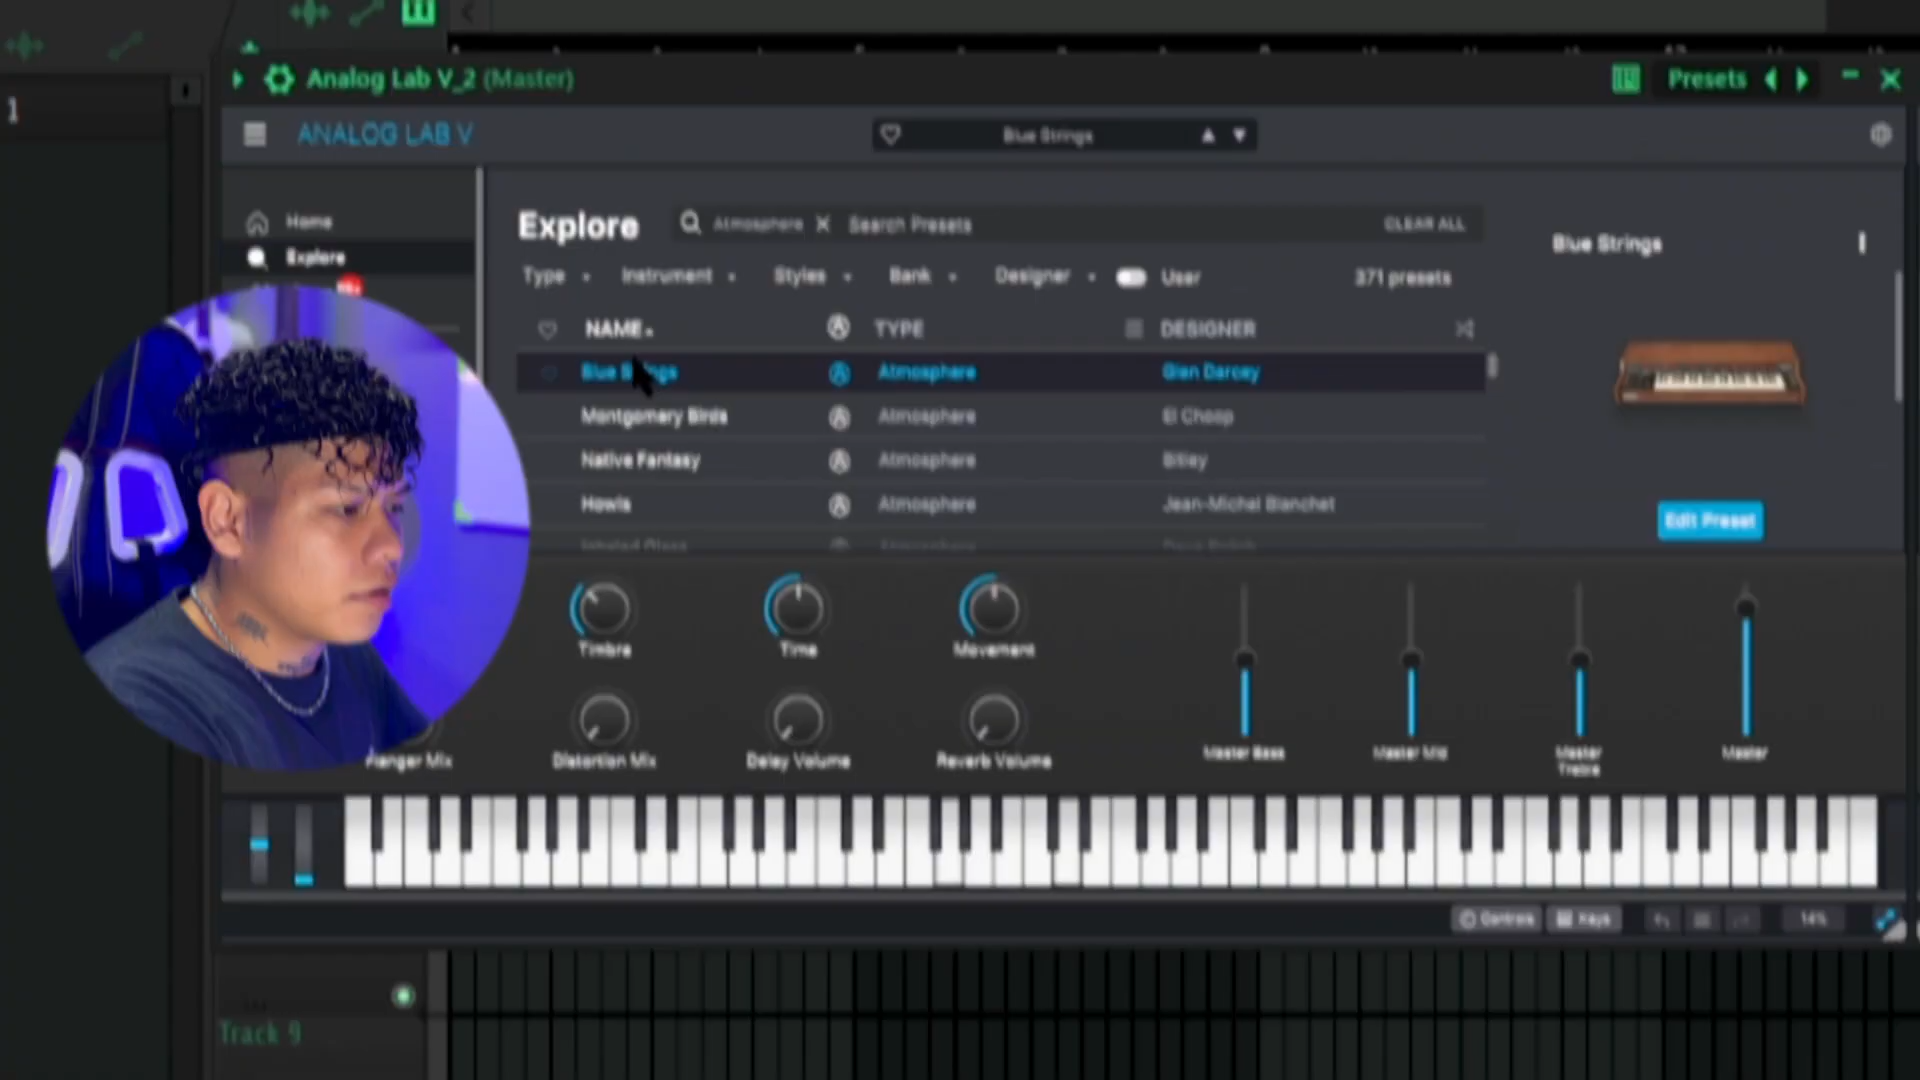 1
Analog Lab V_2 (Master)
Presets
ANALOG LAB V
Blue Strings
Home
Explore
Explore
Atmosphere
Search Presets
CLEAR ALL
Type
Instrument
Styles
Bank
Designer
User
371 presets
NAME
TYPE
DESIGNER
Blue Strings
Atmosphere
Glen Darcey
Montgomery Birds
Atmosphere
El Choop
Native Fantasy
Atmosphere
Bitley
Howls
Atmosphere
Jean-Michel Blanchet
Blue Strings
Edit Preset
Timbre
Time
Movement
Flanger Mix
Distortion Mix
Delay Volume
Reverb Volume
Master Bass
Master Mid
Master
Treble
Master
Controls
Keys
14%
Track 9